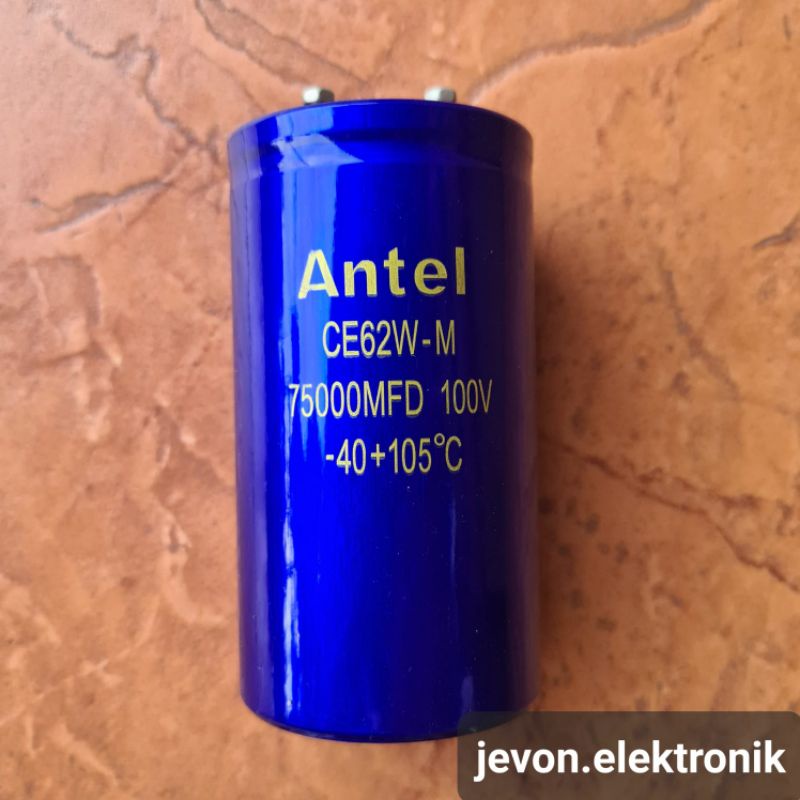 Antel
CE62W-M
75000MFD 100V
-40+105°C
jevon.elektronik